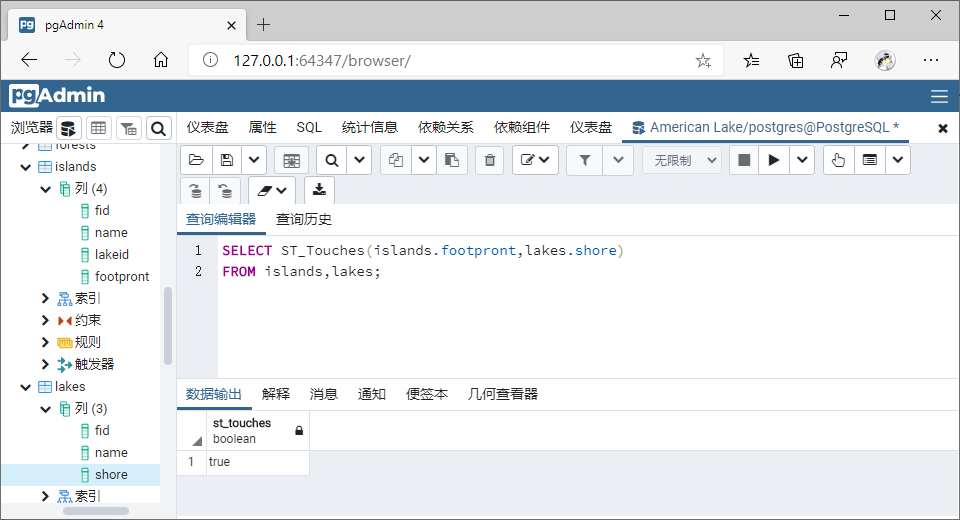 pgAdmin 4
127.0.0.1:64347/browser/
pgAdmin
浏览器
仪表盘 属性 SQL 统计信息 依赖关系 依赖组件 仪表盘 American Lake/postgres@PostgreSQL *
forests
islands
列 (4)
fid
name
lakeid
footpront
索引
约束
规则
触发器
lakes
列 (3)
fid
name
shore
索引
无限制
查询编辑器 查询历史
1 SELECT ST_Touches(islands.footpront,lakes.shore)
2 FROM islands,lakes;
数据输出 解释 消息 通知 便签本 几何查看器
st_touches
boolean
1 true